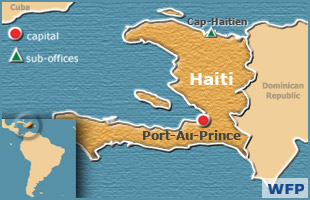 Cuba
capital
sub-offices
Cap-Haitien
Haiti
Dominican
Republic
Port-Au-Prince
WFP